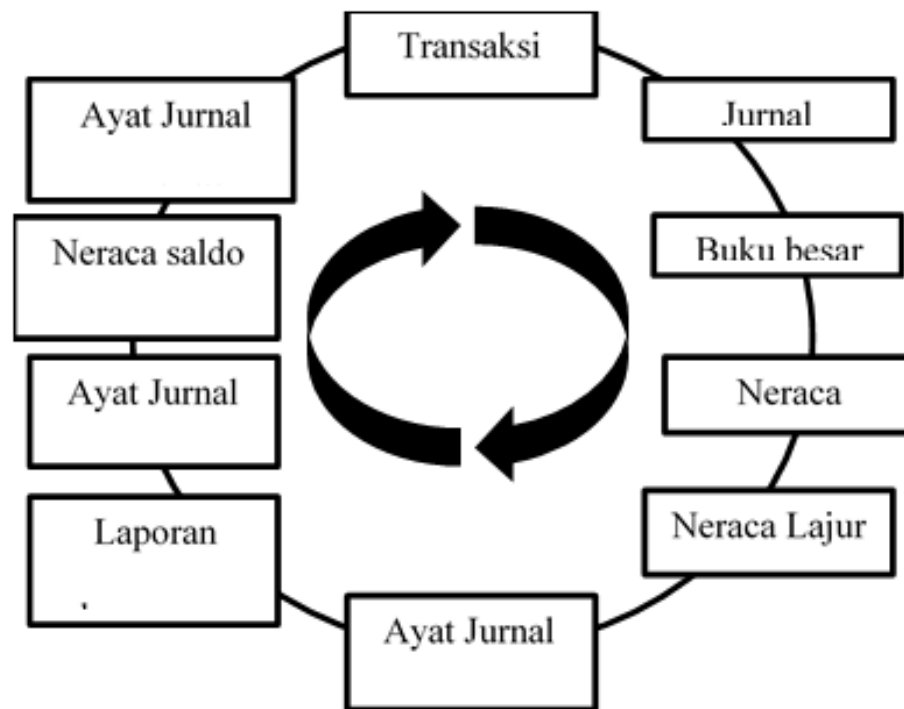 Transaksi
Jurnal
Buku besar
Neraca
Neraca Lajur
Ayat Jurnal
Laporan
Ayat Jurnal
Neraca saldo
Ayat Jurnal